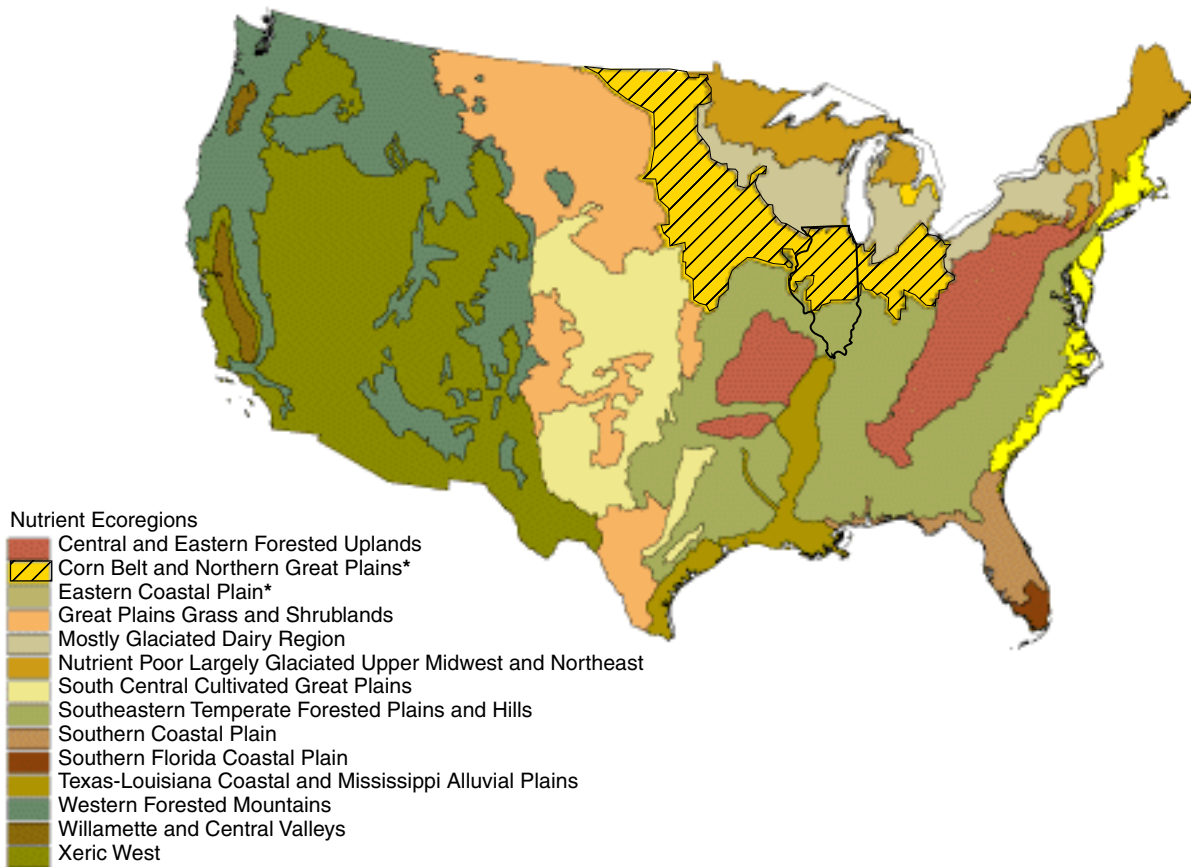 Nutrient Ecoregions
Central and Eastern Forested Uplands
Corn Belt and Northern Great Plains*
Eastern Coastal Plain*
Great Plains Grass and Shrublands
Mostly Glaciated Dairy Region
Nutrient Poor Largely Glaciated Upper Midwest and Northeast
South Central Cultivated Great Plains
Southeastern Temperate Forested Plains and Hills
Southern Coastal Plain
Southern Florida Coastal Plain
Texas-Louisiana Coastal and Mississippi Alluvial Plains
Western Forested Mountains
Willamette and Central Valleys
Xeric West